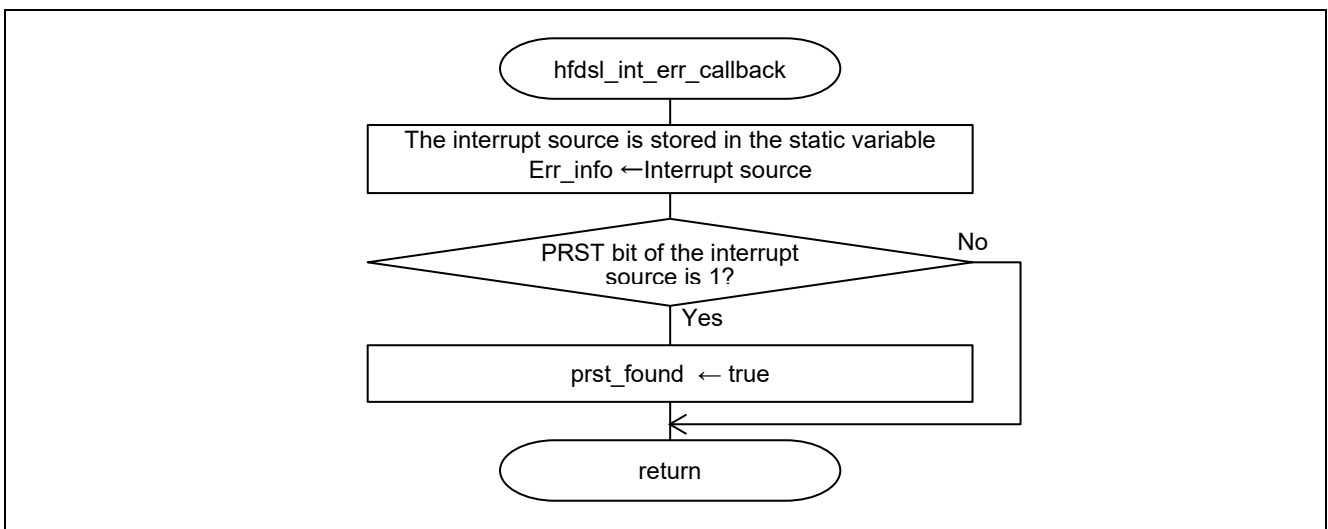 hfdsl_int_err_callback
The interrupt source is stored in the static variable
Err_info ←Interrupt source
PRST bit of the interrupt
source is 1?
No
Yes
prst_found ← true
return